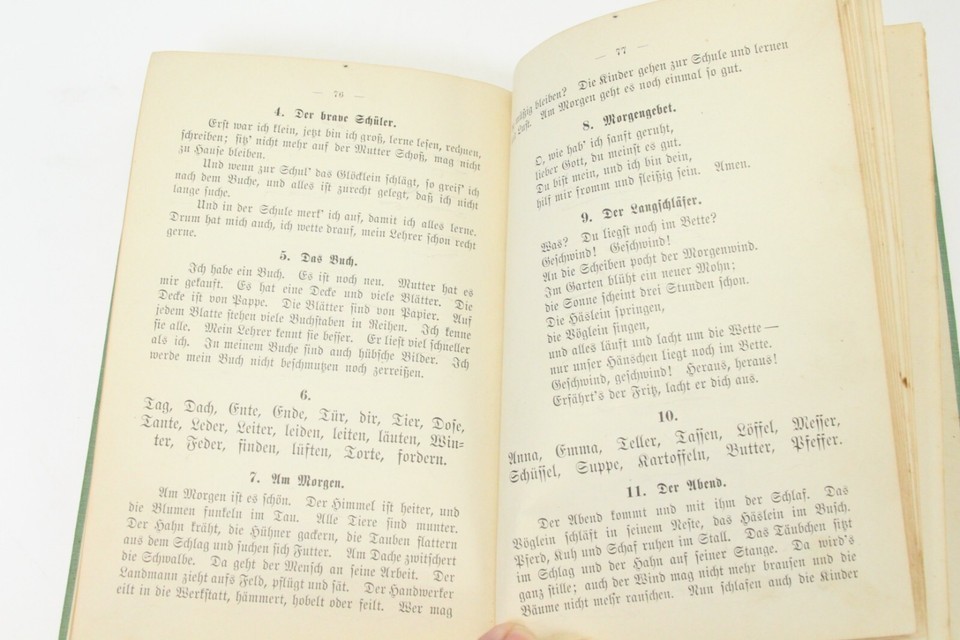 — 76 —
4. Der brave Schüler.
Erst war ich klein, jetzt bin ich groß, lerne lesen, rechnen,
schreiben; sitz' nicht mehr auf der Mutter Schoß, mag nicht
zu Hause bleiben.
Und wenn zur Schul' das Glöcklein schlägt, so greif' ich
nach dem Buche, und alles ist zurecht gelegt, daß ich nicht
lange suche.
Und in der Schule merk' ich auf, damit ich alles lerne.
Drum hat mich auch, ich wette drauf, mein Lehrer schon recht
gerne.
5. Das Buch.
Ich habe ein Buch. Es ist noch neu. Mutter hat es
mir gekauft. Es hat eine Decke und viele Blätter. Die
Decke ist von Pappe. Die Blätter sind von Papier. Auf
jedem Blatte stehen viele Buchstaben in Reihen. Ich kenne
sie alle. Mein Lehrer kennt sie besser. Er liest viel schneller
als ich. In meinem Buche sind auch hübsche Bilder. Ich
werde mein Buch nicht beschmutzen noch zerreißen.
6.
Tag, Dach, Ente, Ende, Tür, dir, Tier, Dose,
Tante, Leder, Leiter, leiden, leiten, läuten, Win-
ter, Feder, finden, lüften, Torte, fordern.
7. Am Morgen.
Am Morgen ist es schön. Der Himmel ist heiter, und
die Blumen funkeln im Tau. Alle Tiere sind munter.
Der Hahn kräht, die Hühner gackern, die Tauben flattern
aus dem Schlag und suchen sich Futter. Am Dache zwitschert
die Schwalbe. Da geht der Mensch an seine Arbeit. Der
Landmann zieht aufs Feld, pflügt und sät. Der Handwerker
eilt in die Werkstatt, hämmert, hobelt oder feilt. Wer mag
— 77 —
müßig bleiben? Die Kinder gehen zur Schule und lernen
Lust. Am Morgen geht es noch einmal so gut.
8. Morgengebet.
O, wie hab' ich sanft geruht,
lieber Gott, du meinst es gut.
Du bist mein, und ich bin dein,
hilf mir fromm und fleißig sein. Amen.
9. Der Langschläfer.
Was? Du liegst noch im Bette?
Geschwind! Geschwind!
An die Scheiben pocht der Morgenwind.
Im Garten blüht ein neuer Mohn;
die Sonne scheint drei Stunden schon.
Die Häslein springen,
die Vöglein singen,
und alles läuft und lacht um die Wette —
nur unser Hänschen liegt noch im Bette.
Geschwind, geschwind! Heraus, heraus!
Erfährt's der Fritz, lacht er dich aus.
10.
Anna, Emma, Teller, Tassen, Löffel, Messer,
Schüssel, Suppe, Kartoffeln, Butter, Pfeffer.
11. Der Abend.
Der Abend kommt und mit ihm der Schlaf. Das
Vöglein schläft in seinem Neste, das Häslein im Busch.
Pferd, Kuh und Schaf ruhen im Stall. Das Täubchen sitzt
im Schlag und der Hahn auf seiner Stange. Da wird's
ganz stille; auch der Wind mag nicht mehr brausen und die
Bäume nicht mehr rauschen. Nun schlafen auch die Kinder